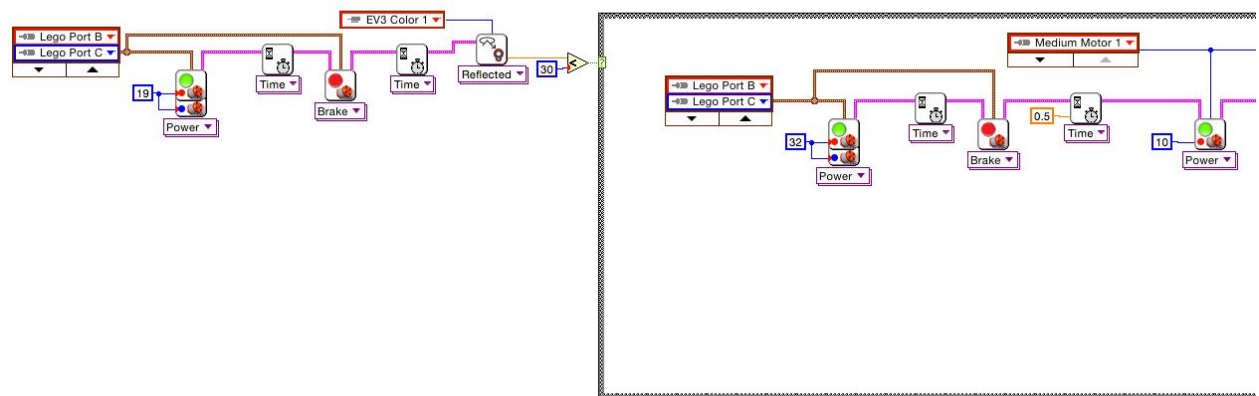 EV3 Color 1
Lego Port B
Lego Port C
Time
Time
Reflected
30
<
?
19
Power
Brake
Medium Motor 1
Lego Port B
Lego Port C
Time
0.5
Time
32
Power
Brake
10
Power